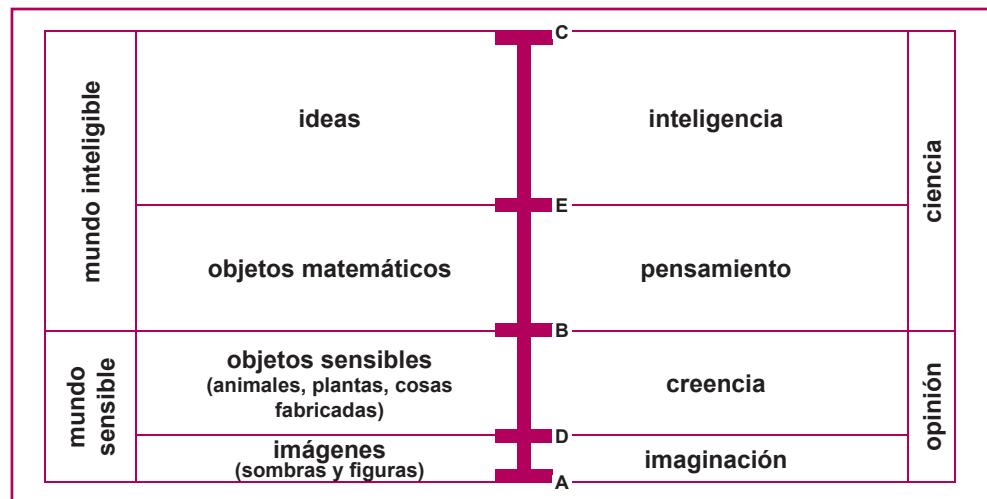 C
mundo inteligible
ideas
inteligencia
ciencia
E
objetos matemáticos
pensamiento
B
mundo
sensible
objetos sensibles
(animales, plantas, cosas
fabricadas)
creencia
opinión
D
imágenes
(sombras y figuras)
imaginación
A